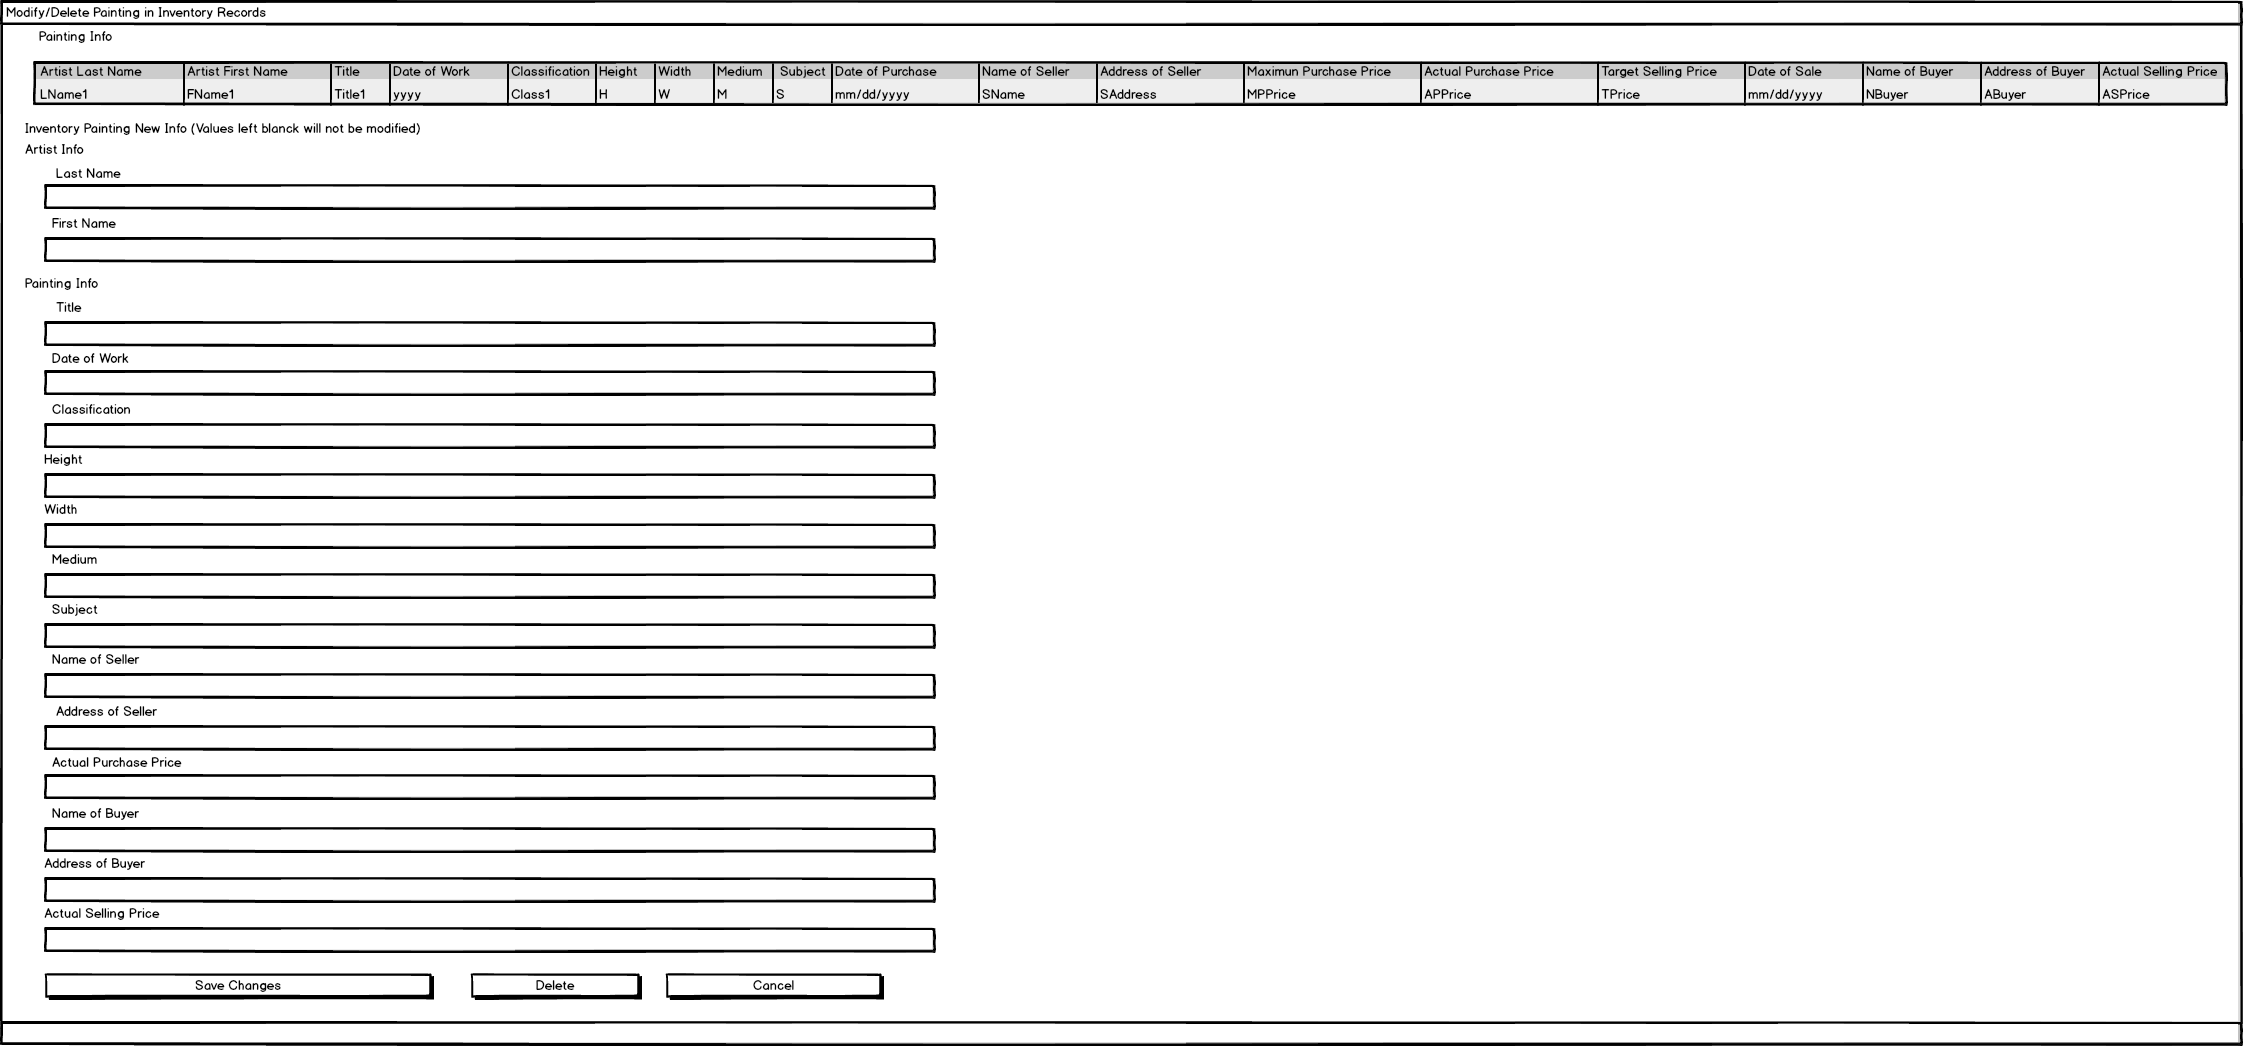 Modify/Delete Painting in Inventory Records
Painting Info
Artist Last Name Artist First Name Title Date of Work Classification Height Width Medium Subject Date of Purchase Name of Seller Address of Seller Maximun Purchase Price Actual Purchase Price Target Selling Price Date of Sale Name of Buyer Address of Buyer Actual Selling Price
LName1 FName1 Title1 yyyy Class1 H W M S mm/dd/yyyy SName SAddress MPPrice APPrice TPrice mm/dd/yyyy NBuyer ABuyer ASPrice
Inventory Painting New Info (Values left blanck will not be modified)
Artist Info
Last Name
First Name
Painting Info
Title
Date of Work
Classification
Height
Width
Medium
Subject
Name of Seller
Address of Seller
Actual Purchase Price
Name of Buyer
Address of Buyer
Actual Selling Price
Save Changes Delete Cancel